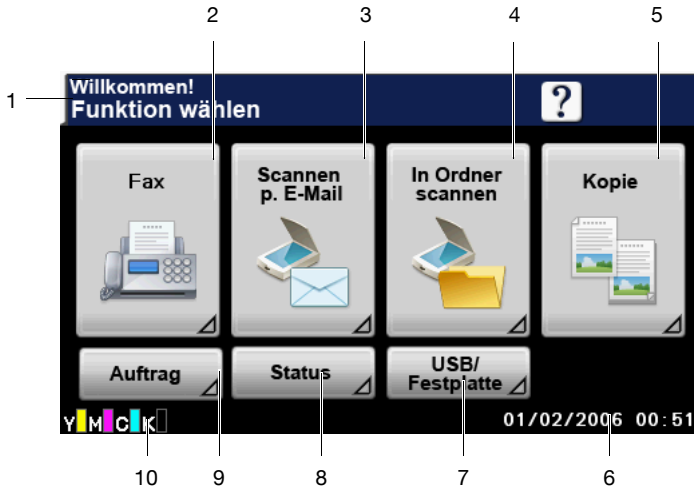 2
3
4
5
1
Willkommen!
Funktion wählen
?
Fax
Scannen
p. E-Mail
In Ordner
scannen
Kopie
Auftrag
Status
USB/
Festplatte
Y M C K
01/02/2006 00:51
10
9
8
7
6